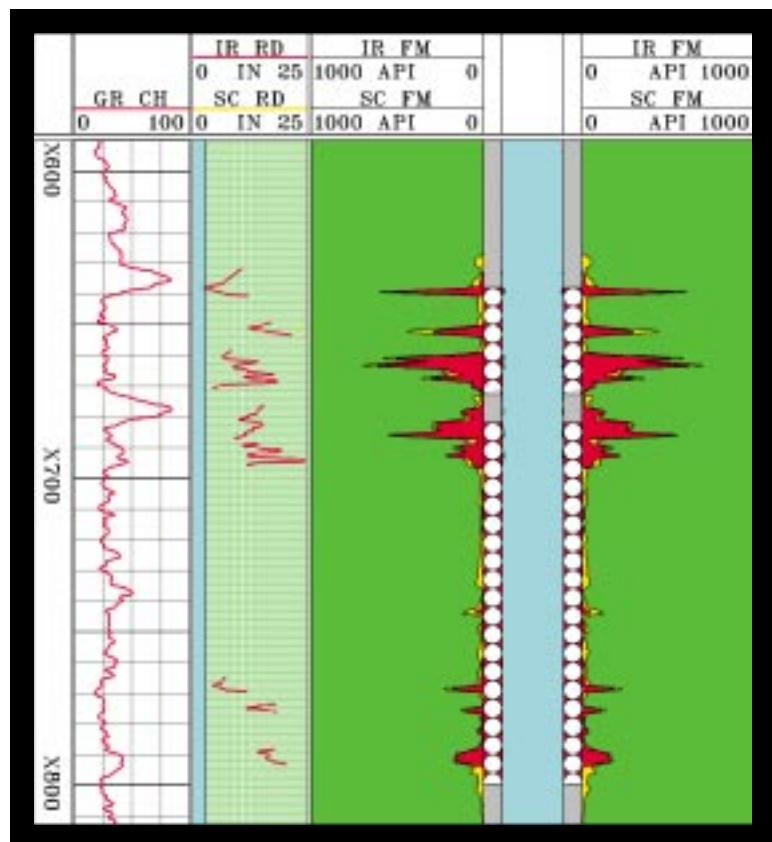 IR RD IR FM IR FM
0 IN 25 1000 API 0 0 API 1000
GR CH SC RD SC FM SC FM
0 100 0 IN 25 1000 API 0 0 API 1000
X600
X700
X800